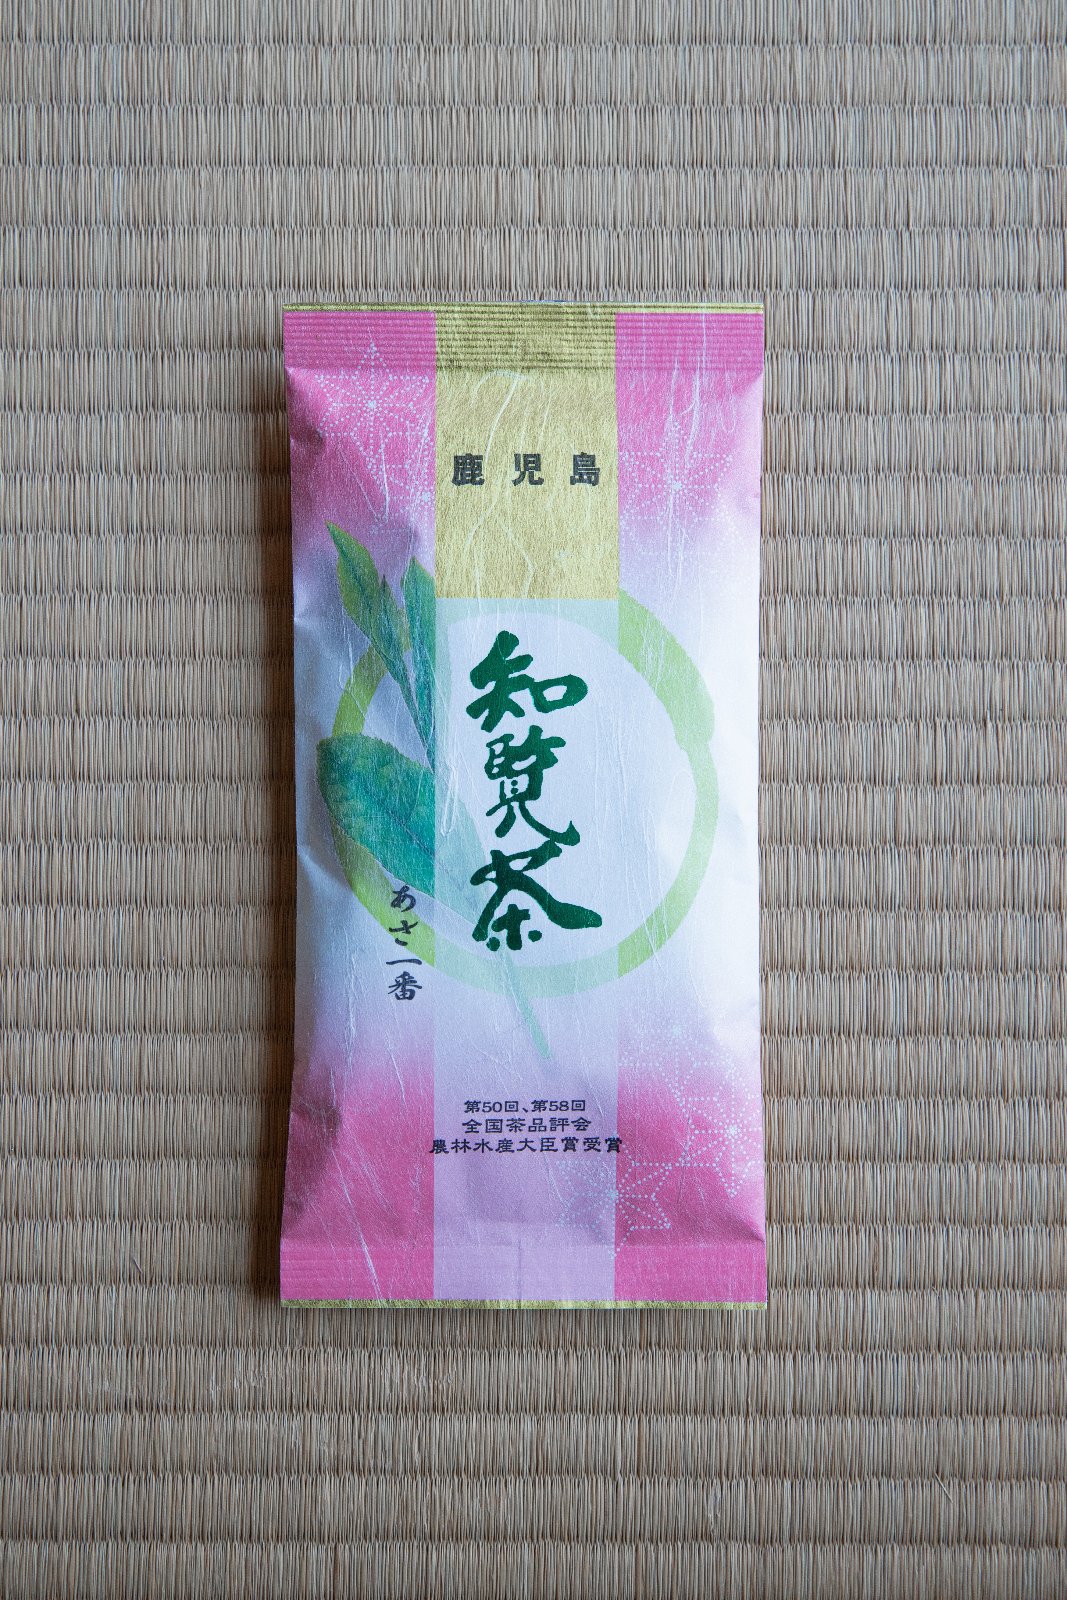 鹿児島
知覧茶
あさ一番
第50回、第58回
全国茶品評会
農林水産大臣賞受賞